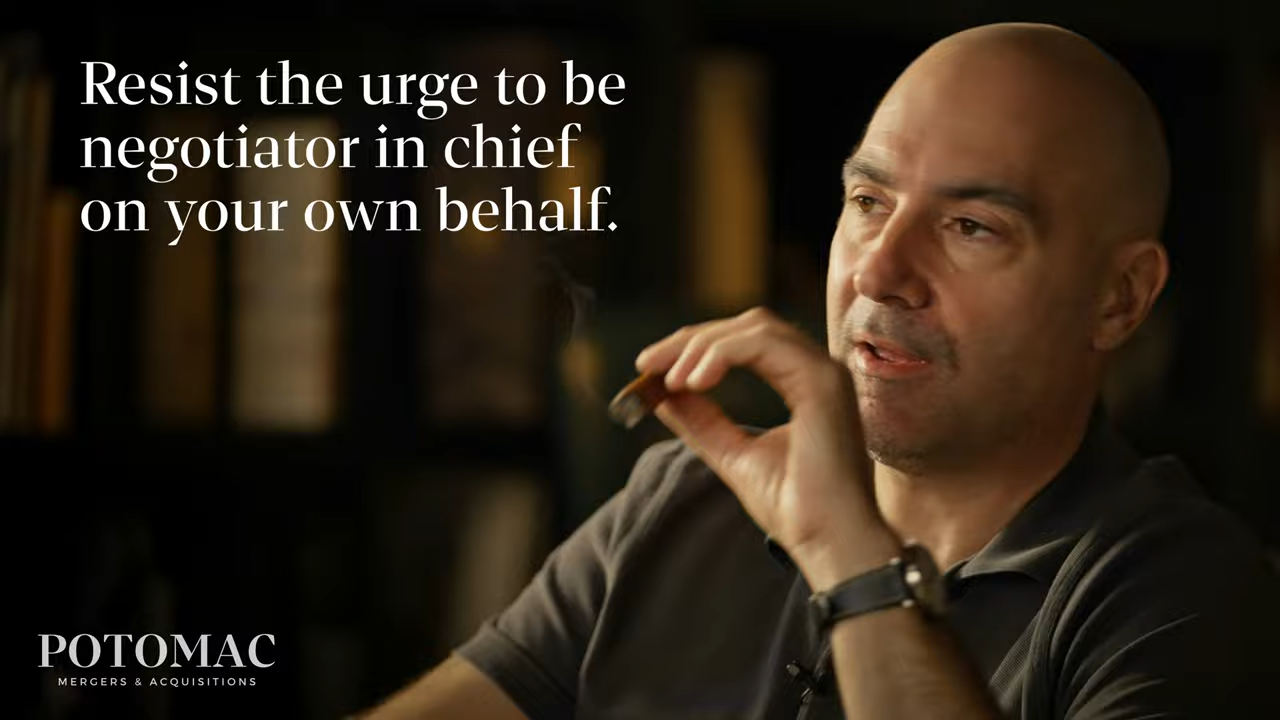 Resist the urge to be
negotiator in chief
on your own behalf.
POTOMAC
MERGERS & ACQUISITIONS